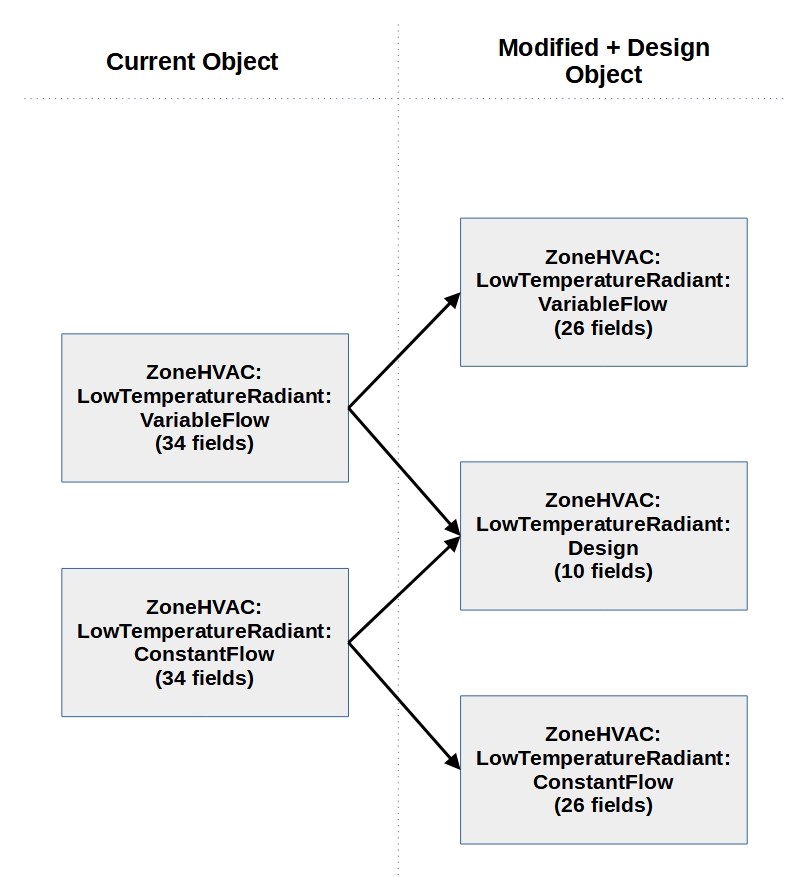 Current Object
Modified + Design
Object
ZoneHVAC:
LowTemperatureRadiant:
VariableFlow
(34 fields)
ZoneHVAC:
LowTemperatureRadiant:
ConstantFlow
(34 fields)
ZoneHVAC:
LowTemperatureRadiant:
VariableFlow
(26 fields)
ZoneHVAC:
LowTemperatureRadiant:
Design
(10 fields)
ZoneHVAC:
LowTemperatureRadiant:
ConstantFlow
(26 fields)